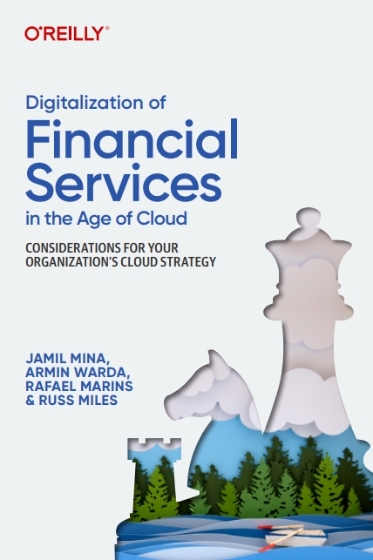 O'REILLY®
Digitalization of
Financial
Services
in the Age of Cloud
CONSIDERATIONS FOR YOUR
ORGANIZATION'S CLOUD STRATEGY
JAMIL MINA,
ARMIN WARDA,
RAFAEL MARINS
& RUSS MILES